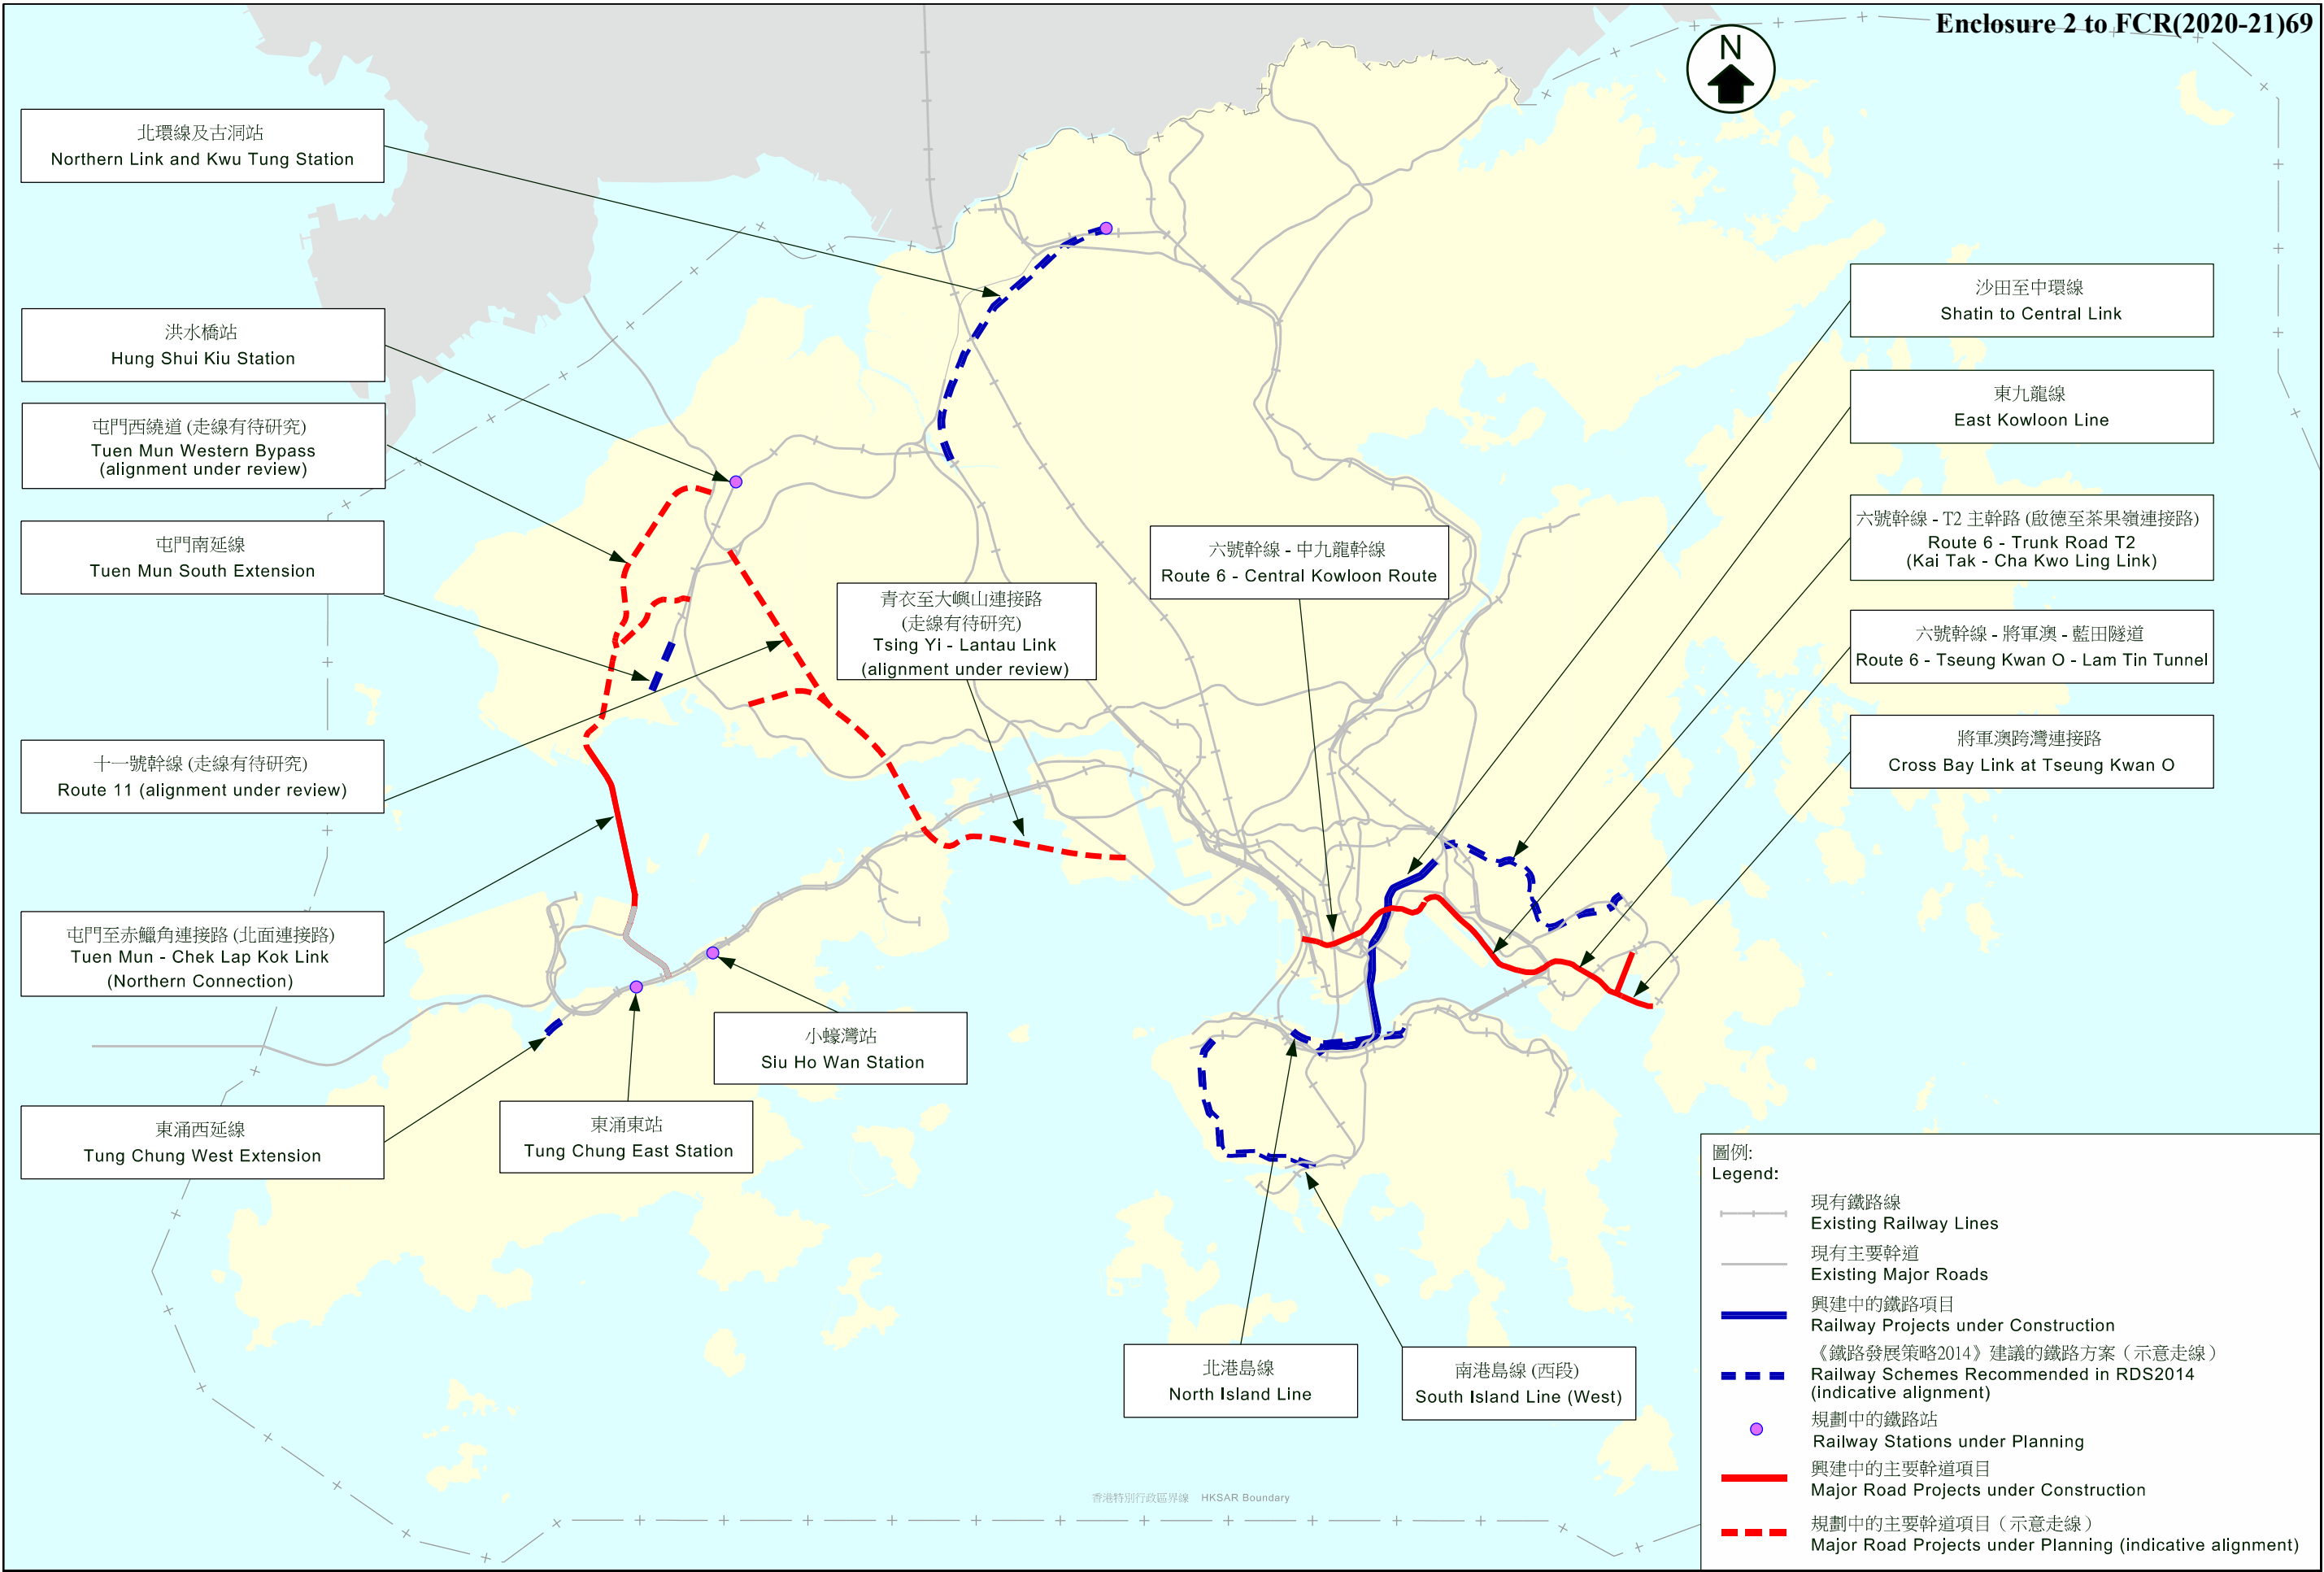 Enclosure 2 to FCR(2020-21)69
N
北環線及古洞站
Northern Link and Kwu Tung Station
洪水橋站
Hung Shui Kiu Station
屯門西繞道 (走線有待研究)
Tuen Mun Western Bypass
(alignment under review)
屯門南延線
Tuen Mun South Extension
十一號幹線 (走線有待研究)
Route 11 (alignment under review)
屯門至赤鱲角連接路 (北面連接路)
Tuen Mun - Chek Lap Kok Link
(Northern Connection)
東涌西延線
Tung Chung West Extension
東涌東站
Tung Chung East Station
小蠔灣站
Siu Ho Wan Station
青衣至大嶼山連接路
(走線有待研究)
Tsing Yi - Lantau Link
(alignment under review)
六號幹線 - 中九龍幹線
Route 6 - Central Kowloon Route
沙田至中環線
Shatin to Central Link
東九龍線
East Kowloon Line
六號幹線 - T2 主幹路 (啟德至茶果嶺連接路)
Route 6 - Trunk Road T2
(Kai Tak - Cha Kwo Ling Link)
六號幹線 - 將軍澳 - 藍田隧道
Route 6 - Tseung Kwan O - Lam Tin Tunnel
將軍澳跨灣連接路
Cross Bay Link at Tseung Kwan O
北港島線
North Island Line
南港島線 (西段)
South Island Line (West)
香港特別行政區界線 HKSAR Boundary
圖例:
Legend:
現有鐵路線
Existing Railway Lines
現有主要幹道
Existing Major Roads
興建中的鐵路項目
Railway Projects under Construction
《鐵路發展策略2014》建議的鐵路方案（示意走線）
Railway Schemes Recommended in RDS2014
(indicative alignment)
規劃中的鐵路站
Railway Stations under Planning
興建中的主要幹道項目
Major Road Projects under Construction
規劃中的主要幹道項目（示意走線）
Major Road Projects under Planning (indicative alignment)